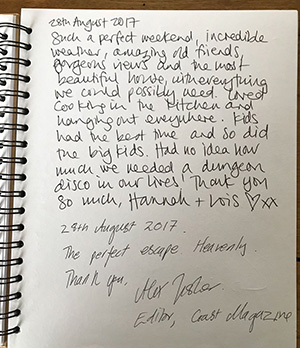 28th August 2017
Such a perfect weekend, incredible
weather, amazing old friends,
gorgeous views and the most
beautiful house, with everything
we could possibly need. Loved
cooking in the kitchen and
hanging out everywhere. Kids
had the best time and so did
the big kids. Had no idea how
much we needed a dungeon
disco in our lives! Thank you
so much, Hannah + Lois ♡xx
29th August 2017.
The perfect escape. Heavenly.
Thank you,
Alex
Editor, Coast Magazine